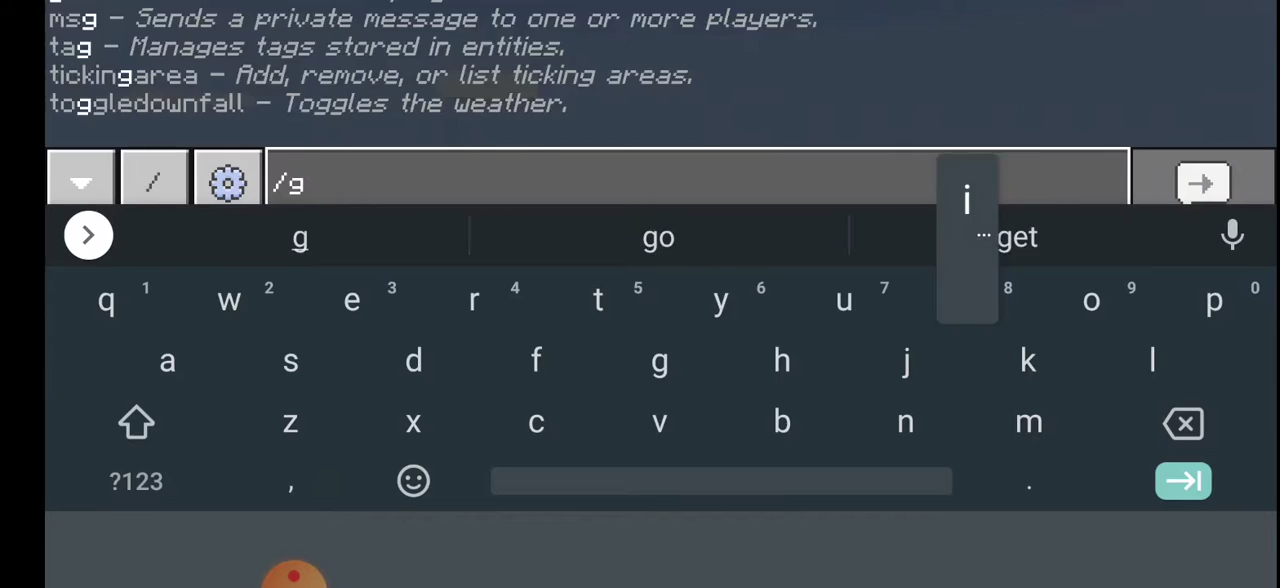 msg – Sends a private message to one or more players.
tag – Manages tags stored in entities.
tickingarea – Add, remove, or list ticking areas.
toggledownfall – Toggles the weather.
/ /g
i
g go ... get
q 1 w 2 e 3 r 4 t 5 y 6 u 7 8 o 9 p 0
a s d f g h j k l
z x c v b n m
?123 , .